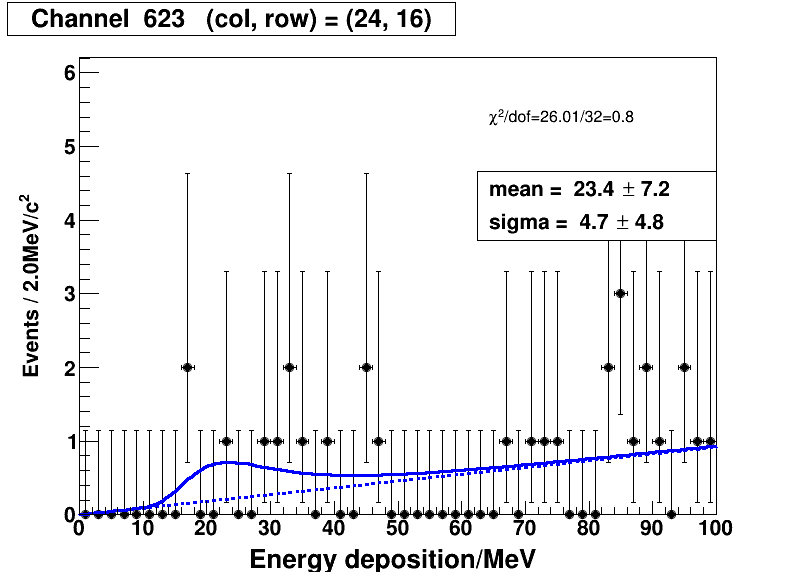 Channel 623 (col, row) = (24, 16)
χ²/dof=26.01/32=0.8
mean = 23.4 ± 7.2
sigma = 4.7 ± 4.8
Events / 2.0MeV/c²
6
5
4
3
2
1
0
0 10 20 30 40 50 60 70 80 90 100
Energy deposition/MeV